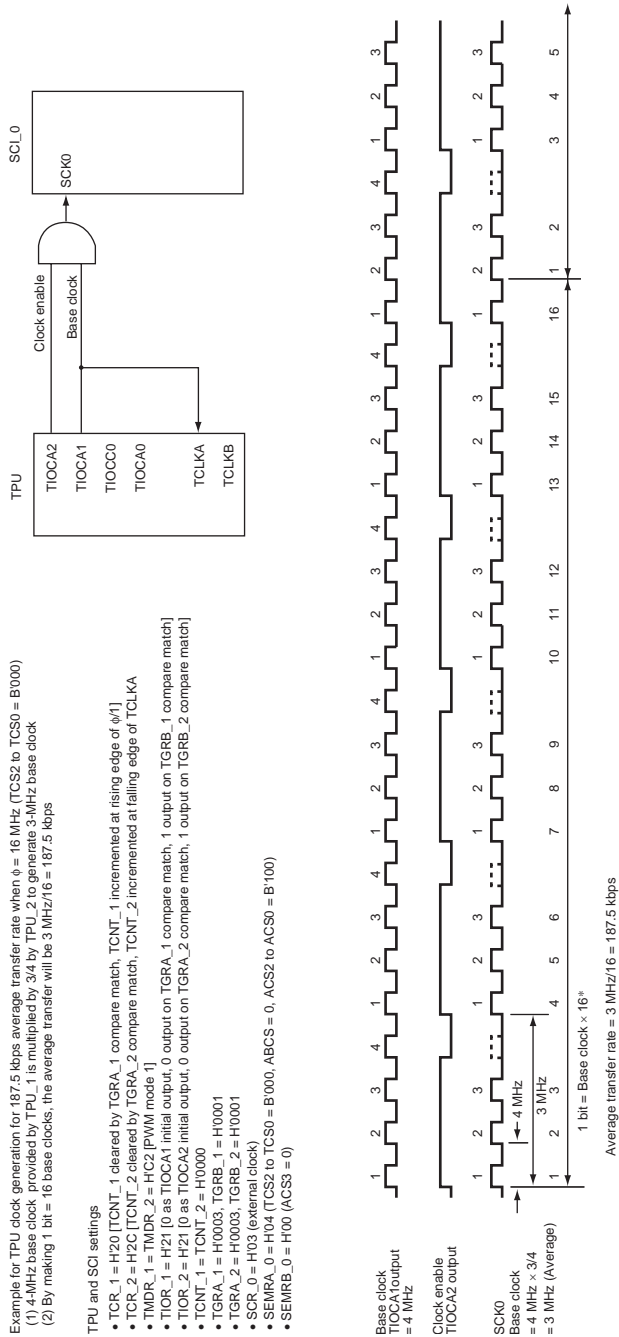 Example for TPU clock generation for 187.5 kbps average transfer rate when ϕ = 16 MHz (TCS2 to TCS0 = B'000)
(1) 4-MHz base clock provided by TPU_1 is multiplied by 3/4 by TPU_2 to generate 3-MHz base clock
(2) By making 1 bit = 16 base clocks, the average transfer will be 3 MHz/16 = 187.5 kbps
TPU and SCI settings
• TCR_1 = H'20 [TCNT_1 cleared by TGRA_1 compare match, TCNT_1 incremented at rising edge of ϕ/1]
• TCR_2 = H'2C [TCNT_2 cleared by TGRA_2 compare match, TCNT_2 incremented at falling edge of TCLKA
• TMDR_1 = TMDR_2 = H'C2 [PWM mode 1]
• TIOR_1 = H'21 [0 as TIOCA1 initial output, 0 output on TGRA_1 compare match, 1 output on TGRB_1 compare match]
• TIOR_2 = H'21 [0 as TIOCA2 initial output, 0 output on TGRA_2 compare match, 1 output on TGRB_2 compare match]
• TCNT_1 = TCNT_2 = H'0000
• TGRA_1 = H'0003, TGRB_1 = H'0001
• TGRA_2 = H'0003, TGRB_2 = H'0001
• SCR_0 = H'03 (external clock)
• SEMRA_0 = H'04 (TCS2 to TCS0 = B'000, ABCS = 0, ACS2 to ACS0 = B'100)
• SEMRB_0 = H'00 (ACS3 = 0)
TPU
TIOCA2
TIOCA1
TIOCC0
TIOCA0
TCLKA
TCLKB
Clock enable
Base clock
SCI_0
SCK0
Base clock
TIOCA1output
= 4 MHz
1 2 3 4 1 2 3 4 1 2 3 4 1 2 3 4 1 2 3 4 1 2 3 4 1 2 3
Clock enable
TIOCA2 output
SCK0
Base clock
= 4 MHz × 3/4
= 3 MHz (Average)
1 2 3 1 2 3 1 2 3 1 2 3 1 2 3 1 2 3 1 2 3
4 MHz
3 MHz
1 2 3 4 5 6 7 8 9 10 11 12 13 14 15 16 1 2 3 4 5
1 bit = Base clock × 16*
Average transfer rate = 3 MHz/16 = 187.5 kbps